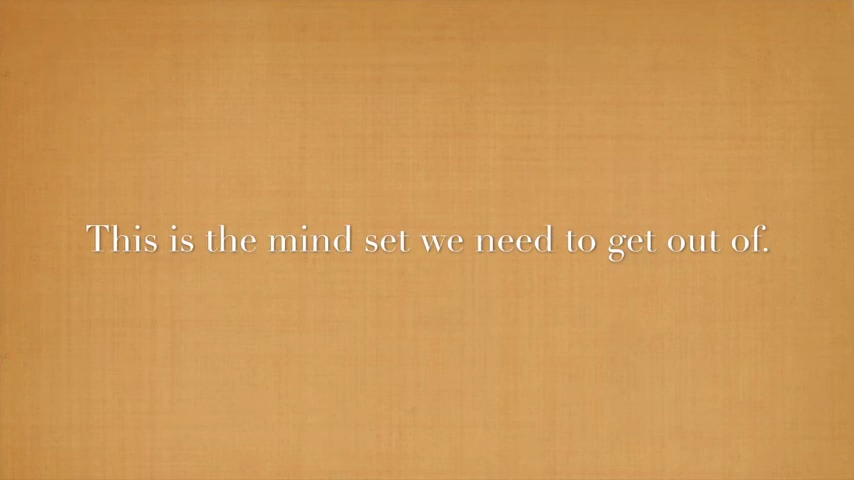 This is the mind set we need to get out of.